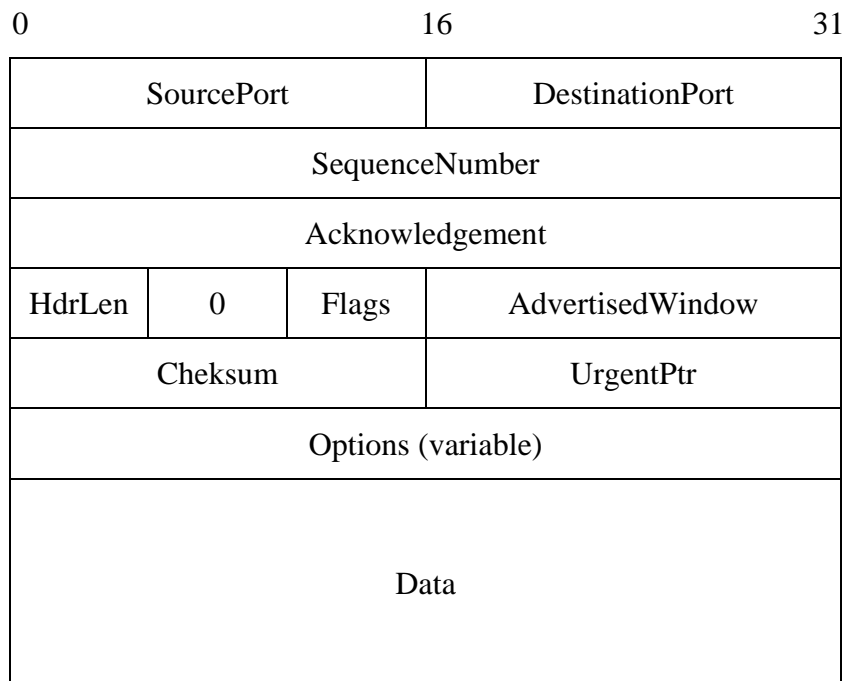 0 16 31
SourcePort DestinationPort
SequenceNumber
Acknowledgement
HdrLen 0 Flags AdvertisedWindow
Cheksum UrgentPtr
Options (variable)
Data